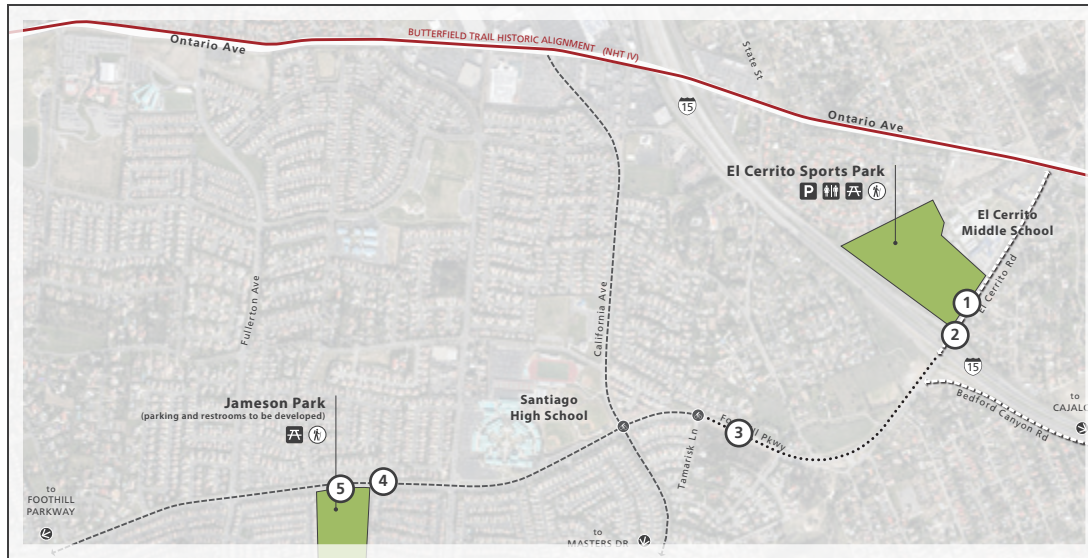 BUTTERFIELD TRAIL HISTORIC ALIGNMENT (NHT IV)
Ontario Ave
State St
15
Ontario Ave
El Cerrito Sports Park
P
El Cerrito
Middle School
El Cerrito Rd
1
2
15
Bedford Canyon Rd
to
Fullerton Ave
California Ave
Jameson Park
(parking and restrooms to be developed)
Santiago
High School
3
Pkwy
Tamarisk Ln
5
4
to
FOOTHILL
PARKWAY
to
MASTERS DR